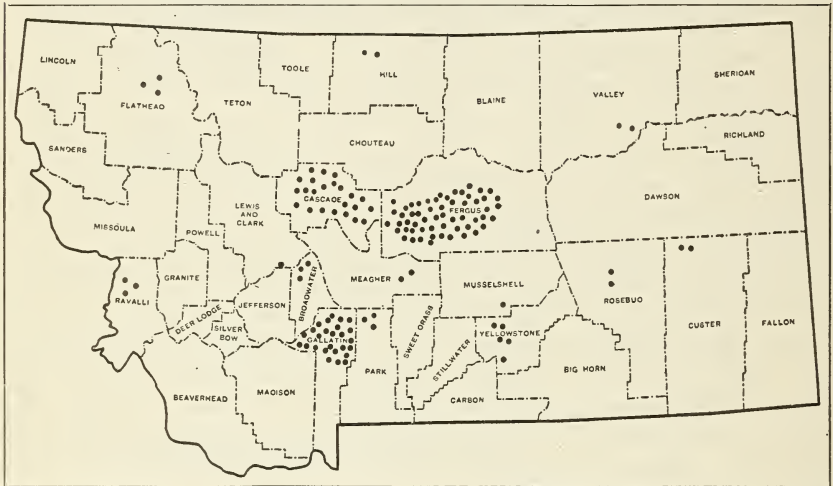 LINCOLN
FLATHEAD
TOOLE
HILL
BLAINE
VALLEY
SHERIDAN
TETON
CHOUTEAU
RICHLAND
SANDERS
CASCADE
FERGUS
DAWSON
MISSOULA
POWELL
LEWIS
AND
CLARK
MEAGHER
MUSSELSHELL
ROSEBUD
RAVALLI
GRANITE
JEFFERSON
BROADWATER
DEER LODGE
SILVER
BOW
GALLATIN
PARK
SWEET GRASS
STILLWATER
YELLOWSTONE
CUSTER
FALLON
BIG HORN
BEAVERHEAD
MADISON
CARBON